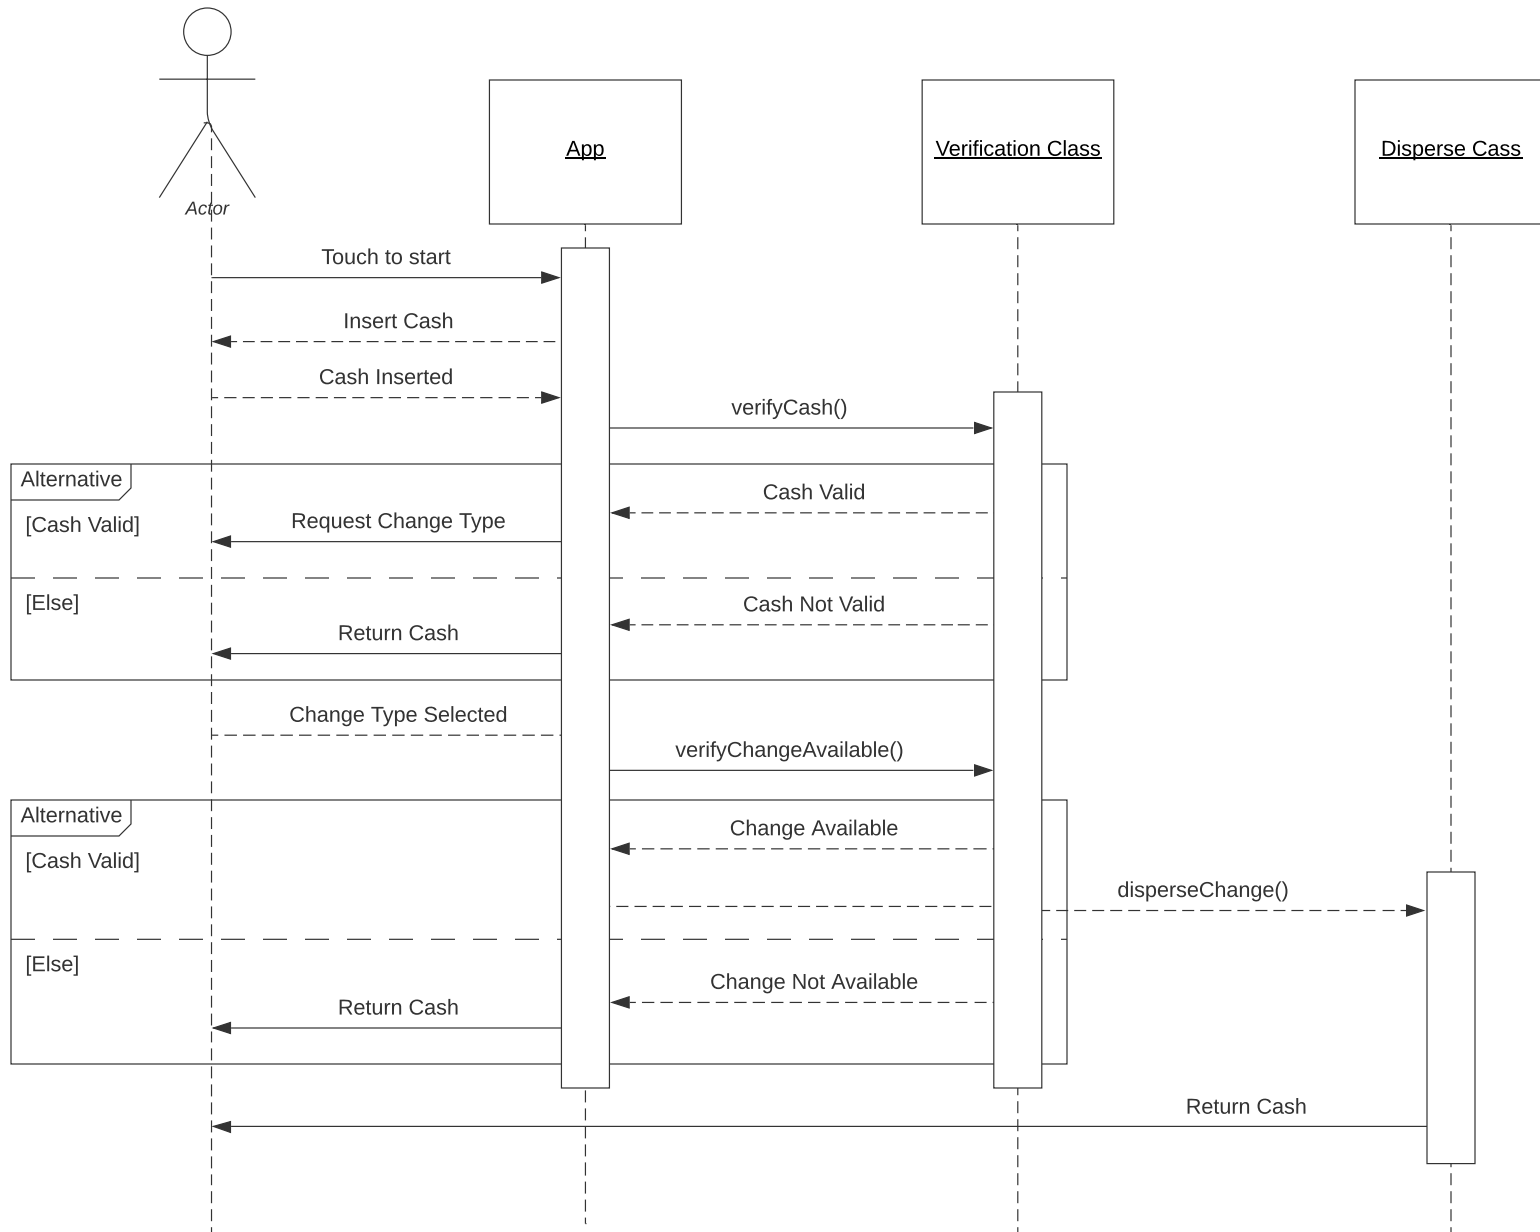 App
Verification Class
Disperse Cass
Actor
Touch to start
Insert Cash
Cash Inserted
verifyCash()
Alternative
Cash Valid
[Cash Valid]
Request Change Type
[Else]
Cash Not Valid
Return Cash
Change Type Selected
verifyChangeAvailable()
Alternative
Change Available
[Cash Valid]
disperseChange()
[Else]
Change Not Available
Return Cash
Return Cash